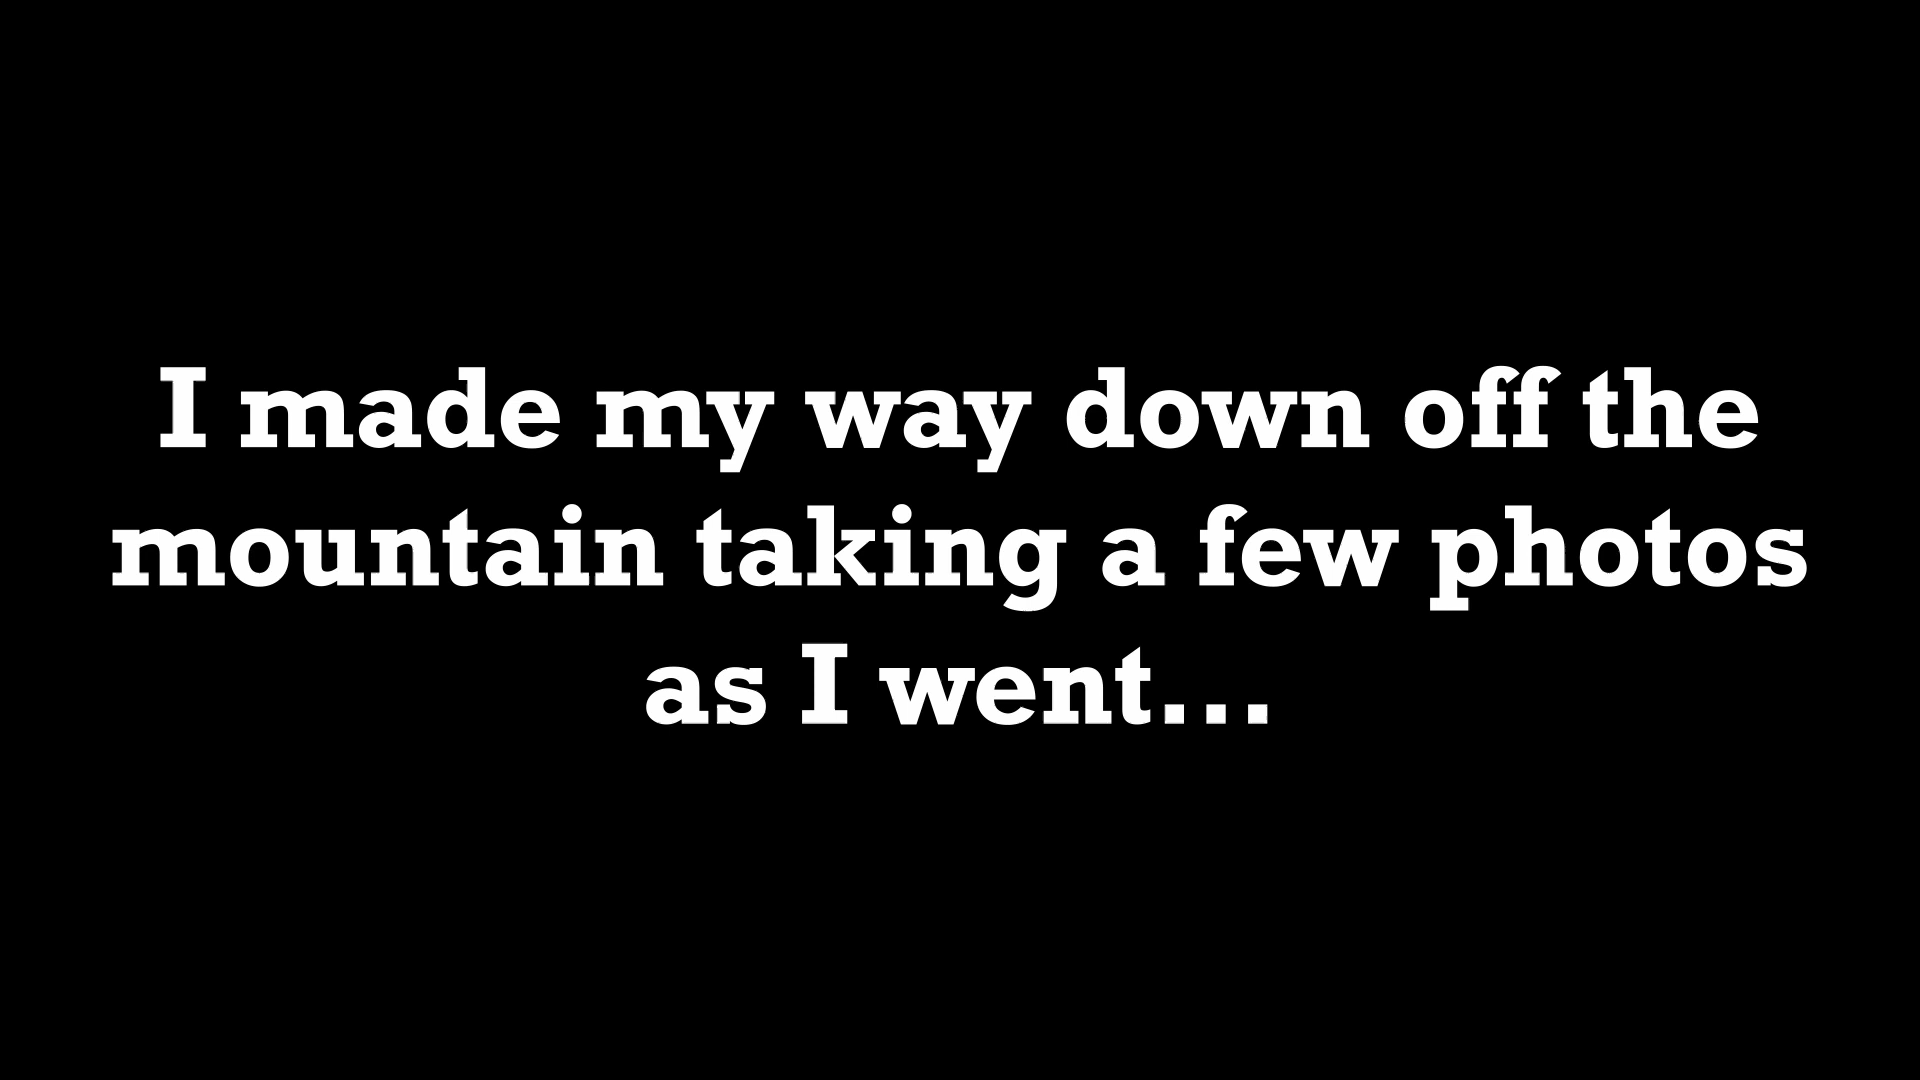 I made my way down off the
mountain taking a few photos
as I went...